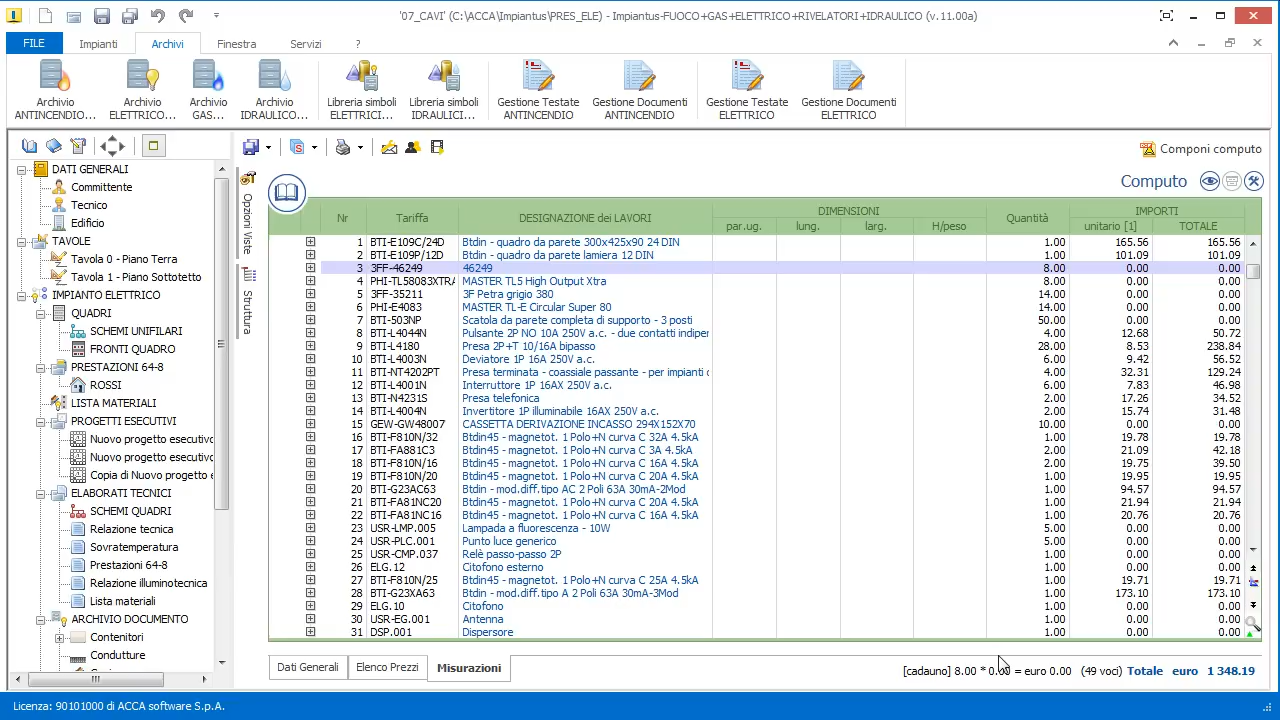 '07_CAVI' (C:\ACCA\Impiantus\PRES_ELE) - Impiantus-FUOCO+GAS+ELETTRICO+RIVELATORI+IDRAULICO (v.11.00a)
FILE Impianti Archivi Finestra Servizi ?
Archivio ANTINCENDIO...
Archivio ELETTRICO...
Archivio GAS...
Archivio IDRAULICO...
Libreria simboli ELETTRICI...
Libreria simboli IDRAULICI...
Gestione Testate ANTINCENDIO
Gestione Documenti ANTINCENDIO
Gestione Testate ELETTRICO
Gestione Documenti ELETTRICO
DATI GENERALI
Committente
Tecnico
Edificio
TAVOLE
Tavola 0 - Piano Terra
Tavola 1 - Piano Sottotetto
IMPIANTO ELETTRICO
QUADRI
SCHEMI UNIFILARI
FRONTI QUADRO
PRESTAZIONI 64-8
ROSSI
LISTA MATERIALI
PROGETTI ESECUTIVI
Nuovo progetto esecutivo
Nuovo progetto esecutivo
Copia di Nuovo progetto e
ELABORATI TECNICI
SCHEMI QUADRI
Relazione tecnica
Sovratemperatura
Prestazioni 64-8
Relazione illuminotecnica
Lista materiali
ARCHIVIO DOCUMENTO
Contenitori
Condutture
Opzioni Viste
Struttura
Componi computo
Computo
Nr Tariffa DESIGNAZIONE dei LAVORI DIMENSIONI Quantità IMPORTI
par.ug. lung. larg. H/peso unitario [1] TOTALE
1 BTI-E109C/24D Btdin - quadro da parete 300x425x90 24 DIN 1.00 165.56 165.56
2 BTI-E109P/12D Btdin - quadro da parete lamiera 12 DIN 1.00 101.09 101.09
3 3FF-46249 46249 8.00 0.00 0.00
4 PHI-TL58083XTRA MASTER TL5 High Output Xtra 8.00 0.00 0.00
5 3FF-35211 3F Petra grigio 380 14.00 0.00 0.00
6 PHI-E4083 MASTER TL-E Circular Super 80 14.00 0.00 0.00
7 BTI-503NP Scatola da parete completa di supporto - 3 posti 50.00 0.00 0.00
8 BTI-L4044N Pulsante 2P NO 10A 250V a.c. - due contatti indiper 4.00 12.68 50.72
9 BTI-L4180 Presa 2P+T 10/16A bipasso 28.00 8.53 238.84
10 BTI-L4003N Deviatore 1P 16A 250V a.c. 6.00 9.42 56.52
11 BTI-NT4202PT Presa terminata - coassiale passante - per impianti c 4.00 32.31 129.24
12 BTI-L4001N Interruttore 1P 16AX 250V a.c. 6.00 7.83 46.98
13 BTI-N4231S Presa telefonica 2.00 17.26 34.52
14 BTI-L4004N Invertitore 1P illuminabile 16AX 250V a.c. 2.00 15.74 31.48
15 GEW-GW48007 CASSETTA DERIVAZIONE INCASSO 294X152X70 10.00 0.00 0.00
16 BTI-F810N/32 Btdin45 - magnetot. 1 Polo+N curva C 32A 4.5kA 1.00 19.78 19.78
17 BTI-FA881C3 Btdin45 - magnetot. 1 Polo+N curva C 3A 4.5kA 2.00 21.09 42.18
18 BTI-F810N/16 Btdin45 - magnetot. 1 Polo+N curva C 16A 4.5kA 2.00 19.75 39.50
19 BTI-F810N/20 Btdin45 - magnetot. 1 Polo+N curva C 20A 4.5kA 1.00 19.95 19.95
20 BTI-G23AC63 Btdin - mod.diff.tipo AC 2 Poli 63A 30mA-2Mod 1.00 94.57 94.57
21 BTI-FA81NC20 Btdin45 - magnetot. 1 Polo+N curva C 20A 4.5kA 1.00 21.94 21.94
22 BTI-FA81NC16 Btdin45 - magnetot. 1 Polo+N curva C 16A 4.5kA 1.00 20.76 20.76
23 USR-LMP.005 Lampada a fluorescenza - 10W 5.00 0.00 0.00
24 USR-PLC.001 Punto luce generico 5.00 0.00 0.00
25 USR-CMP.037 Relè passo-passo 2P 1.00 0.00 0.00
26 ELG.12 Citofono esterno 1.00 0.00 0.00
27 BTI-F810N/25 Btdin45 - magnetot. 1 Polo+N curva C 25A 4.5kA 1.00 19.71 19.71
28 BTI-G23XA63 Btdin - mod.diff.tipo A 2 Poli 63A 30mA-3Mod 1.00 173.10 173.10
29 ELG.10 Citofono 1.00 0.00 0.00
30 USR-EG.001 Antenna 1.00 0.00 0.00
31 DSP.001 Dispersore 1.00 0.00 0.00
Dati Generali Elenco Prezzi Misurazioni
[cadauno] 8.00 * 0.00 = euro 0.00 (49 voci) Totale euro 1 348.19
Licenza: 90101000 di ACCA software S.p.A.